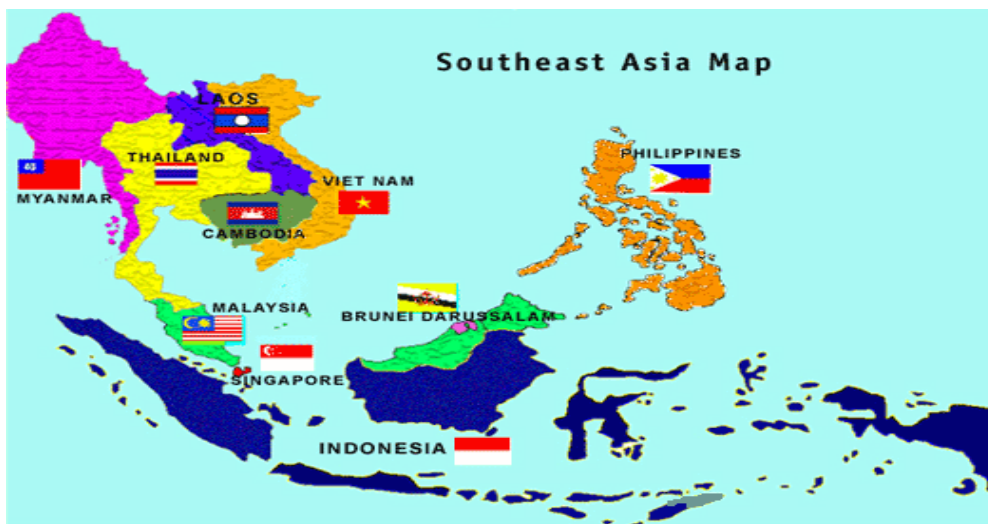 Southeast Asia Map
LAOS
THAILAND
PHILIPPINES
VIET NAM
MYANMAR
CAMBODIA
MALAYSIA
BRUNEI DARUSSALAM
SINGAPORE
INDONESIA